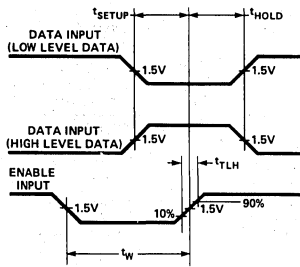 tSETUP
tHOLD
DATA INPUT
(LOW LEVEL DATA)
1.5V
1.5V
DATA INPUT
(HIGH LEVEL DATA)
1.5V
1.5V
ENABLE
INPUT
tTLH
1.5V
10%
1.5V
90%
tW